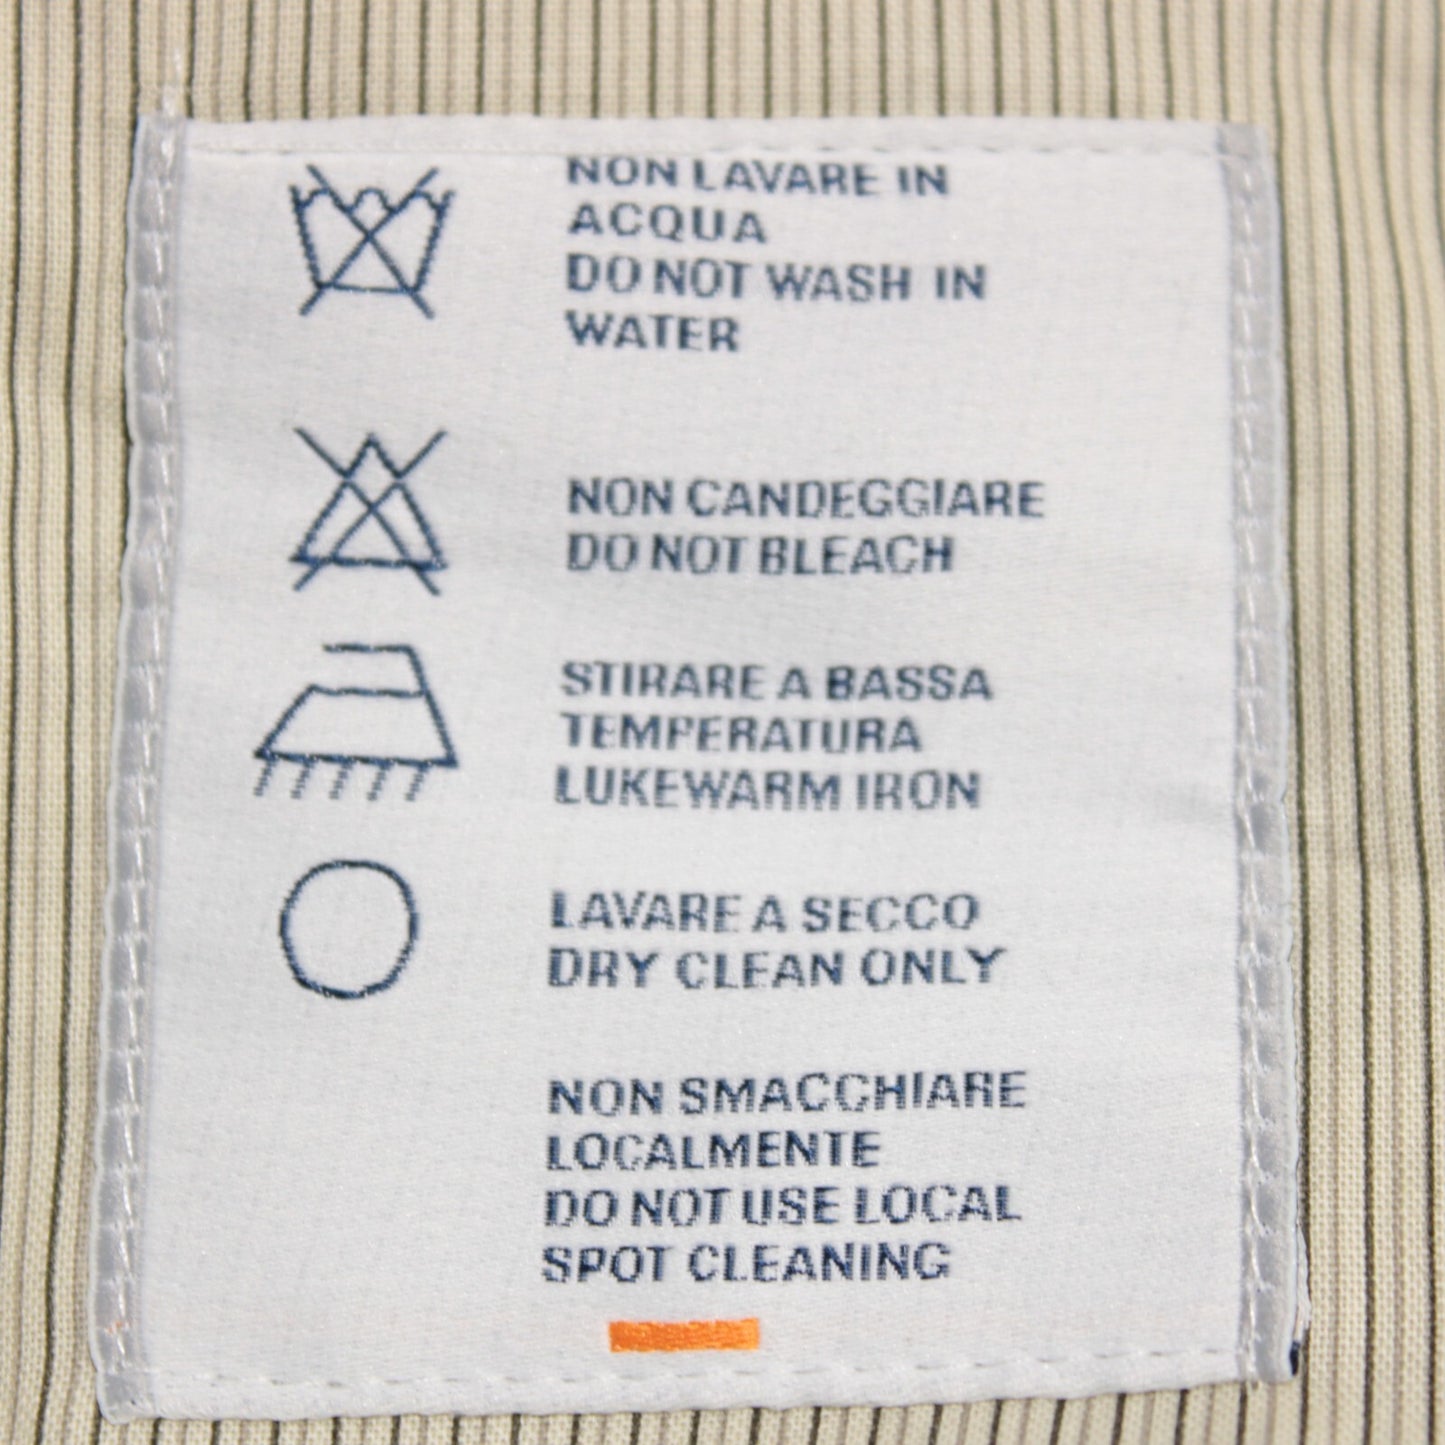 NON LAVARE IN
ACQUA
DO NOT WASH IN
WATER
NON CANDEGGIARE
DO NOT BLEACH
STIRARE A BASSA
TEMPERATURA
LUKEWARM IRON
LAVARE A SECCO
DRY CLEAN ONLY
NON SMACCHIARE
LOCALMENTE
DO NOT USE LOCAL
SPOT CLEANING